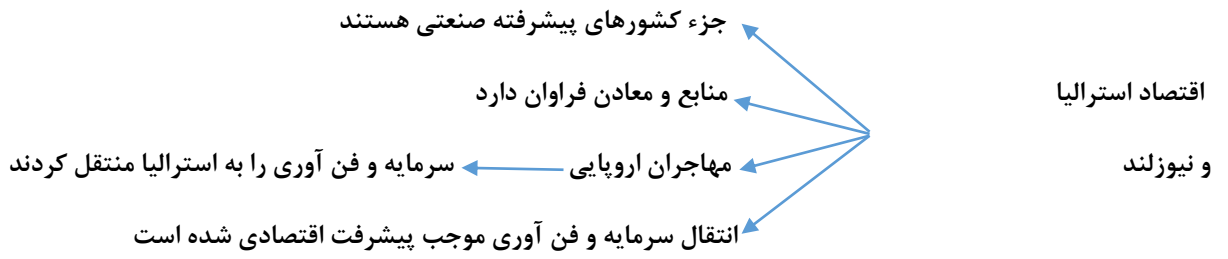 جزء کشورهای پیشرفته صنعتی هستند
اقتصاد استرالیا
منابع و معادن فراوان دارد
و نیوزلند
مهاجران اروپایی
سرمایه و فن آوری را به استرالیا منتقل کردند
انتقال سرمایه و فن آوری موجب پیشرفت اقتصادی شده است